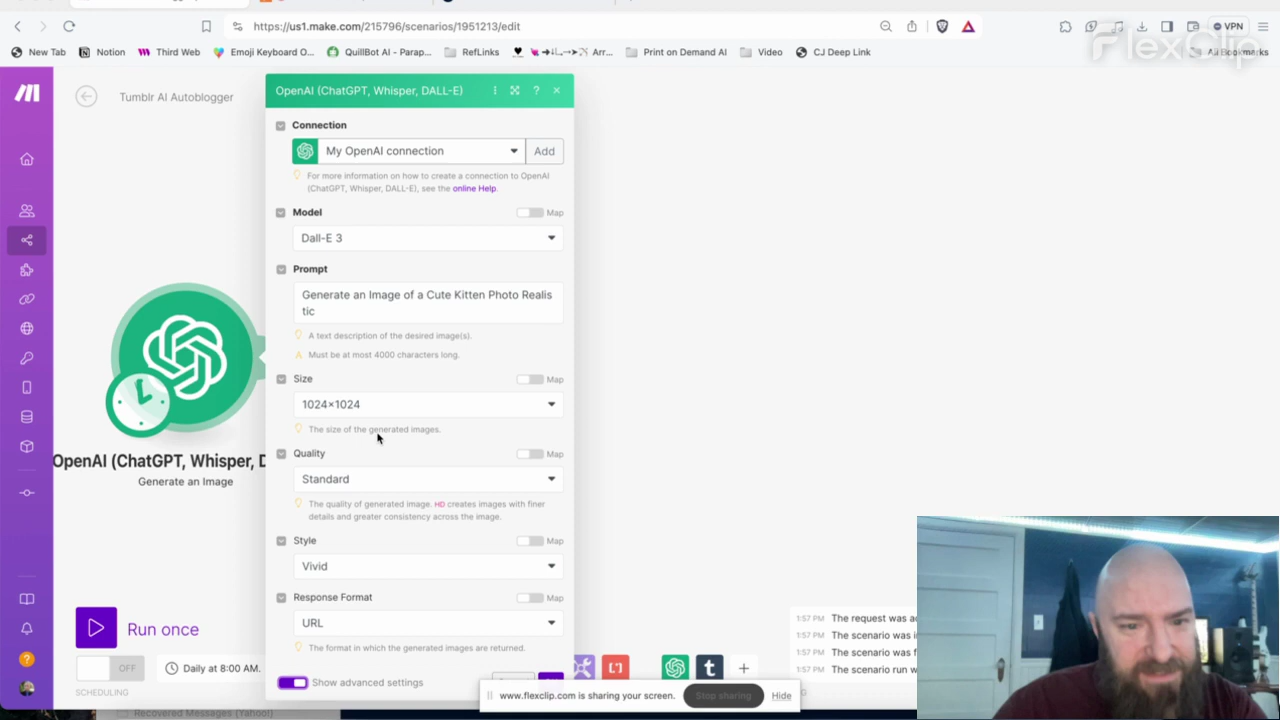 https://us1.make.com/215796/scenarios/1951213/edit
VPN
New Tab
Notion
Third Web
Emoji Keyboard O...
QuillBot AI - Parap...
RefLinks
Arr...
Print on Demand AI
Video
CJ Deep Link
All Bookmarks
Flexclip
Tumblr AI Autoblogger
OpenAI (ChatGPT, Whisper, DALL-E)
Connection
My OpenAI connection
Add
For more information on how to create a connection to OpenAI
(ChatGPT, Whisper, DALL-E), see the online Help.
Model
Map
Dall-E 3
Prompt
Generate an Image of a Cute Kitten Photo Realis
tic
A text description of the desired image(s).
Must be at most 4000 characters long.
Size
Map
1024×1024
The size of the generated images.
Quality
Map
Standard
The quality of generated image. HD creates images with finer
details and greater consistency across the image.
Style
Map
Vivid
Response Format
Map
URL
The format in which the generated images are returned.
Show advanced settings
OpenAI (ChatGPT, Whisper, D
Generate an Image
Run once
OFF
Daily at 8:00 AM.
SCHEDULING
1:57 PM The request was a
1:57 PM The scenario was i
1:57 PM The scenario was f
1:57 PM The scenario run w
www.flexclip.com is sharing your screen.
Stop sharing
Hide
Recovered Messages (Yahoo!)